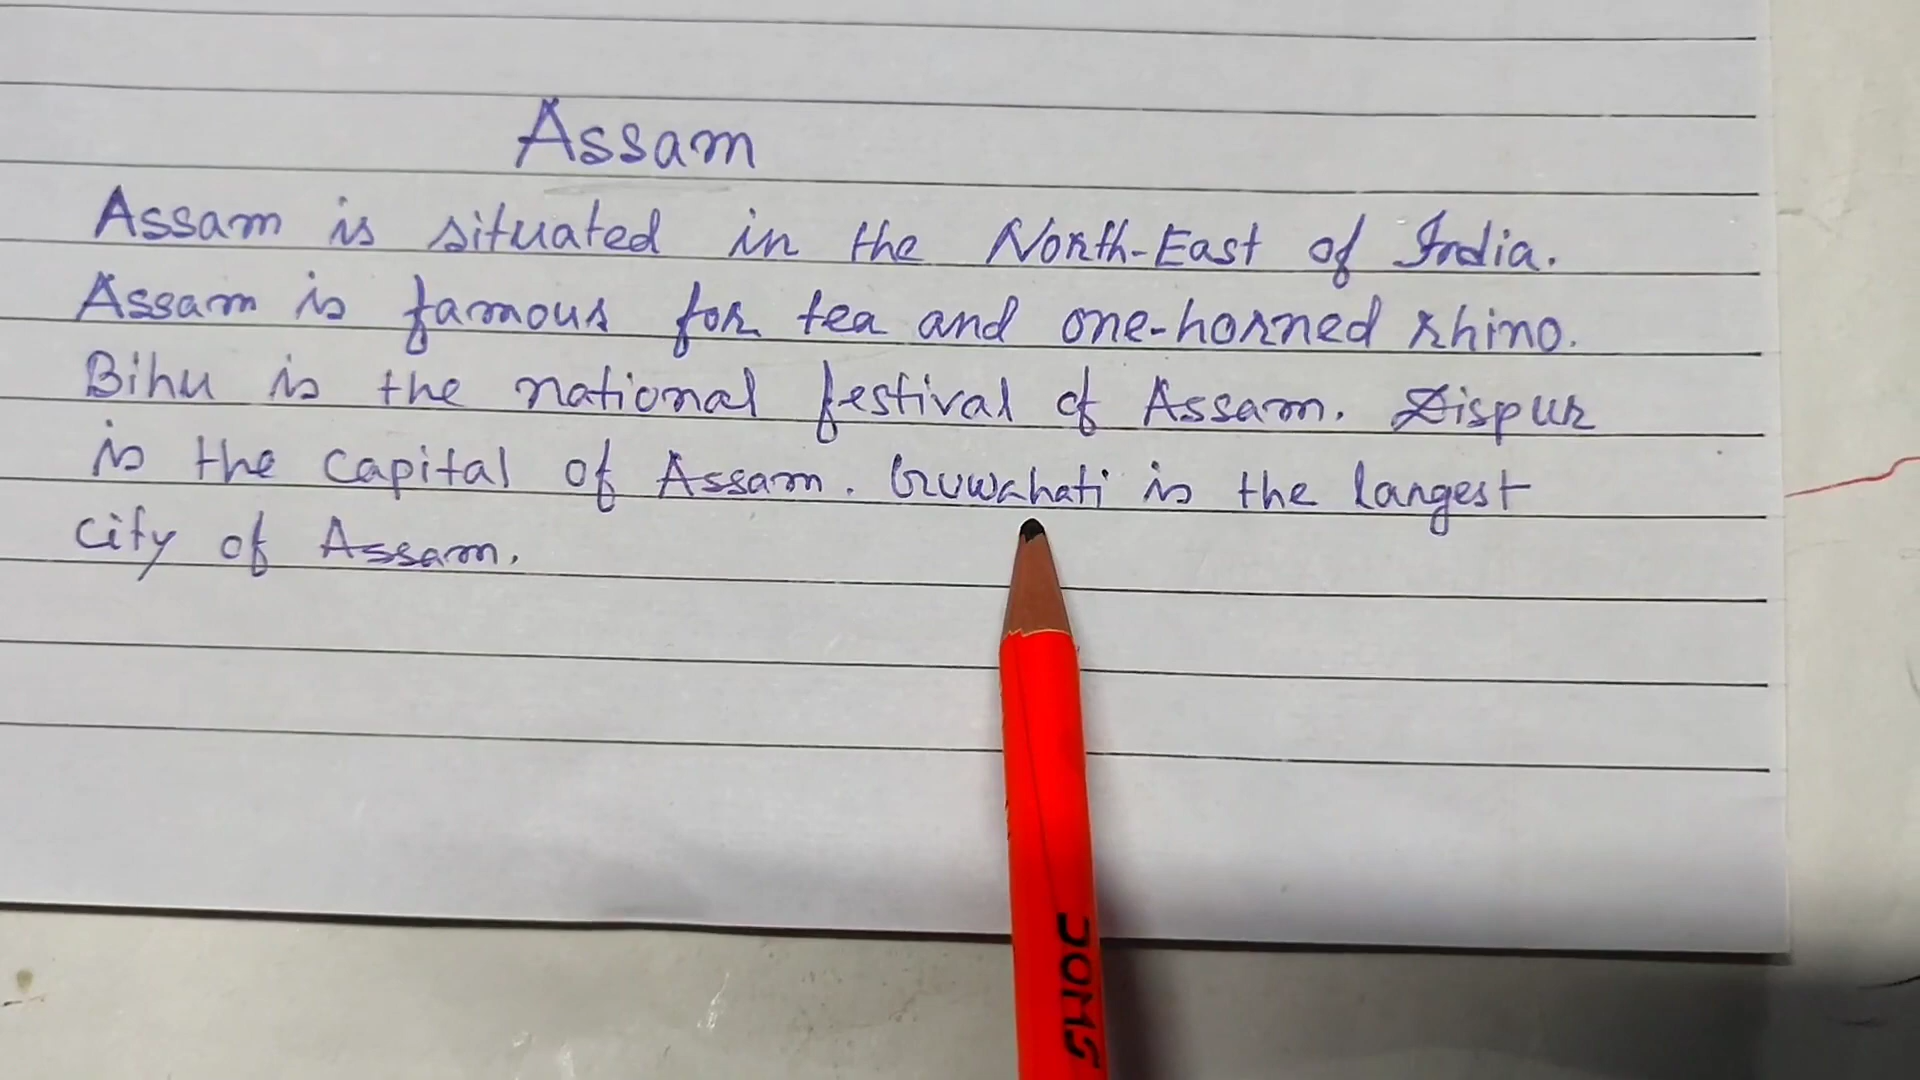 Assam
Assam is situated in the North-East of India.
Assam is famous for tea and one-horned rhino.
Bihu is the national festival of Assam. Dispur
is the capital of Assam. Guwahati is the largest
city of Assam.
DOMS